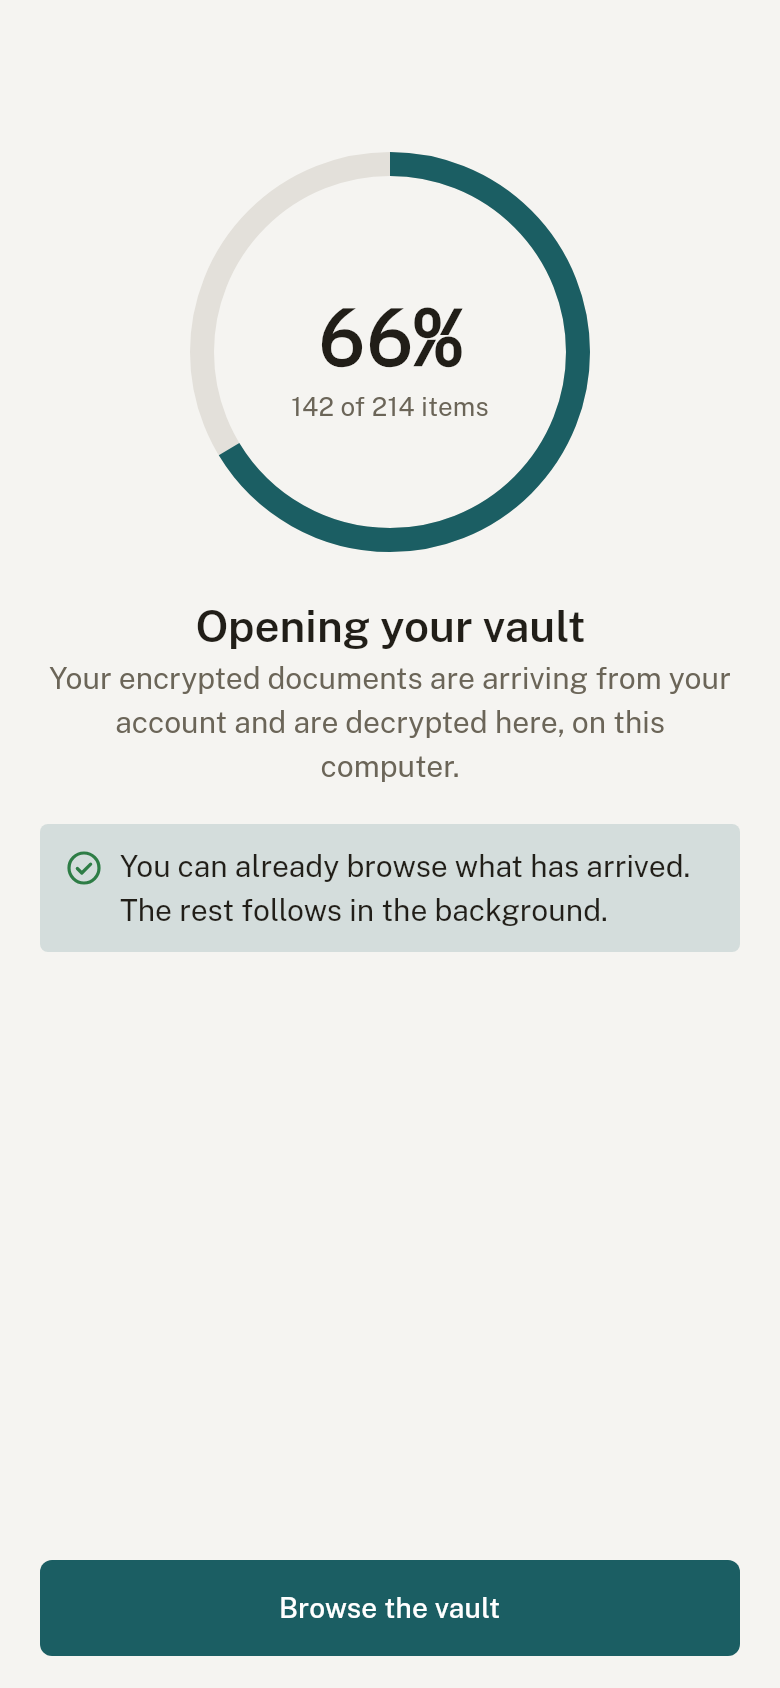 66%
142 of 214 items
Opening your vault
Your encrypted documents are arriving from your
account and are decrypted here, on this
computer.
You can already browse what has arrived.
The rest follows in the background.
Browse the vault